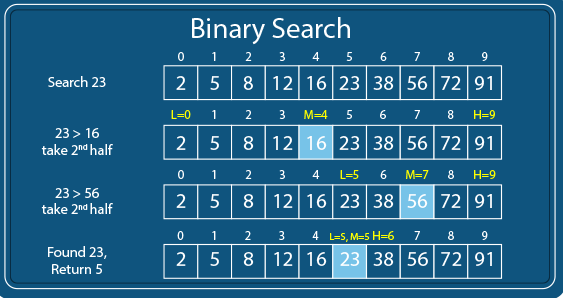 Binary Search
0 1 2 3 4 5 6 7 8 9
Search 23 2 5 8 12 16 23 38 56 72 91
L=0 1 2 3 M=4 5 6 7 8 H=9
23 > 16
take 2nd half
2 5 8 12 16 23 38 56 72 91
0 1 2 3 4 L=5 6 M=7 8 H=9
23 > 56
take 2nd half
2 5 8 12 16 23 38 56 72 91
0 1 2 3 4 L=S, M=5 H=6 7 8 9
Found 23,
Return 5
2 5 8 12 16 23 38 56 72 91